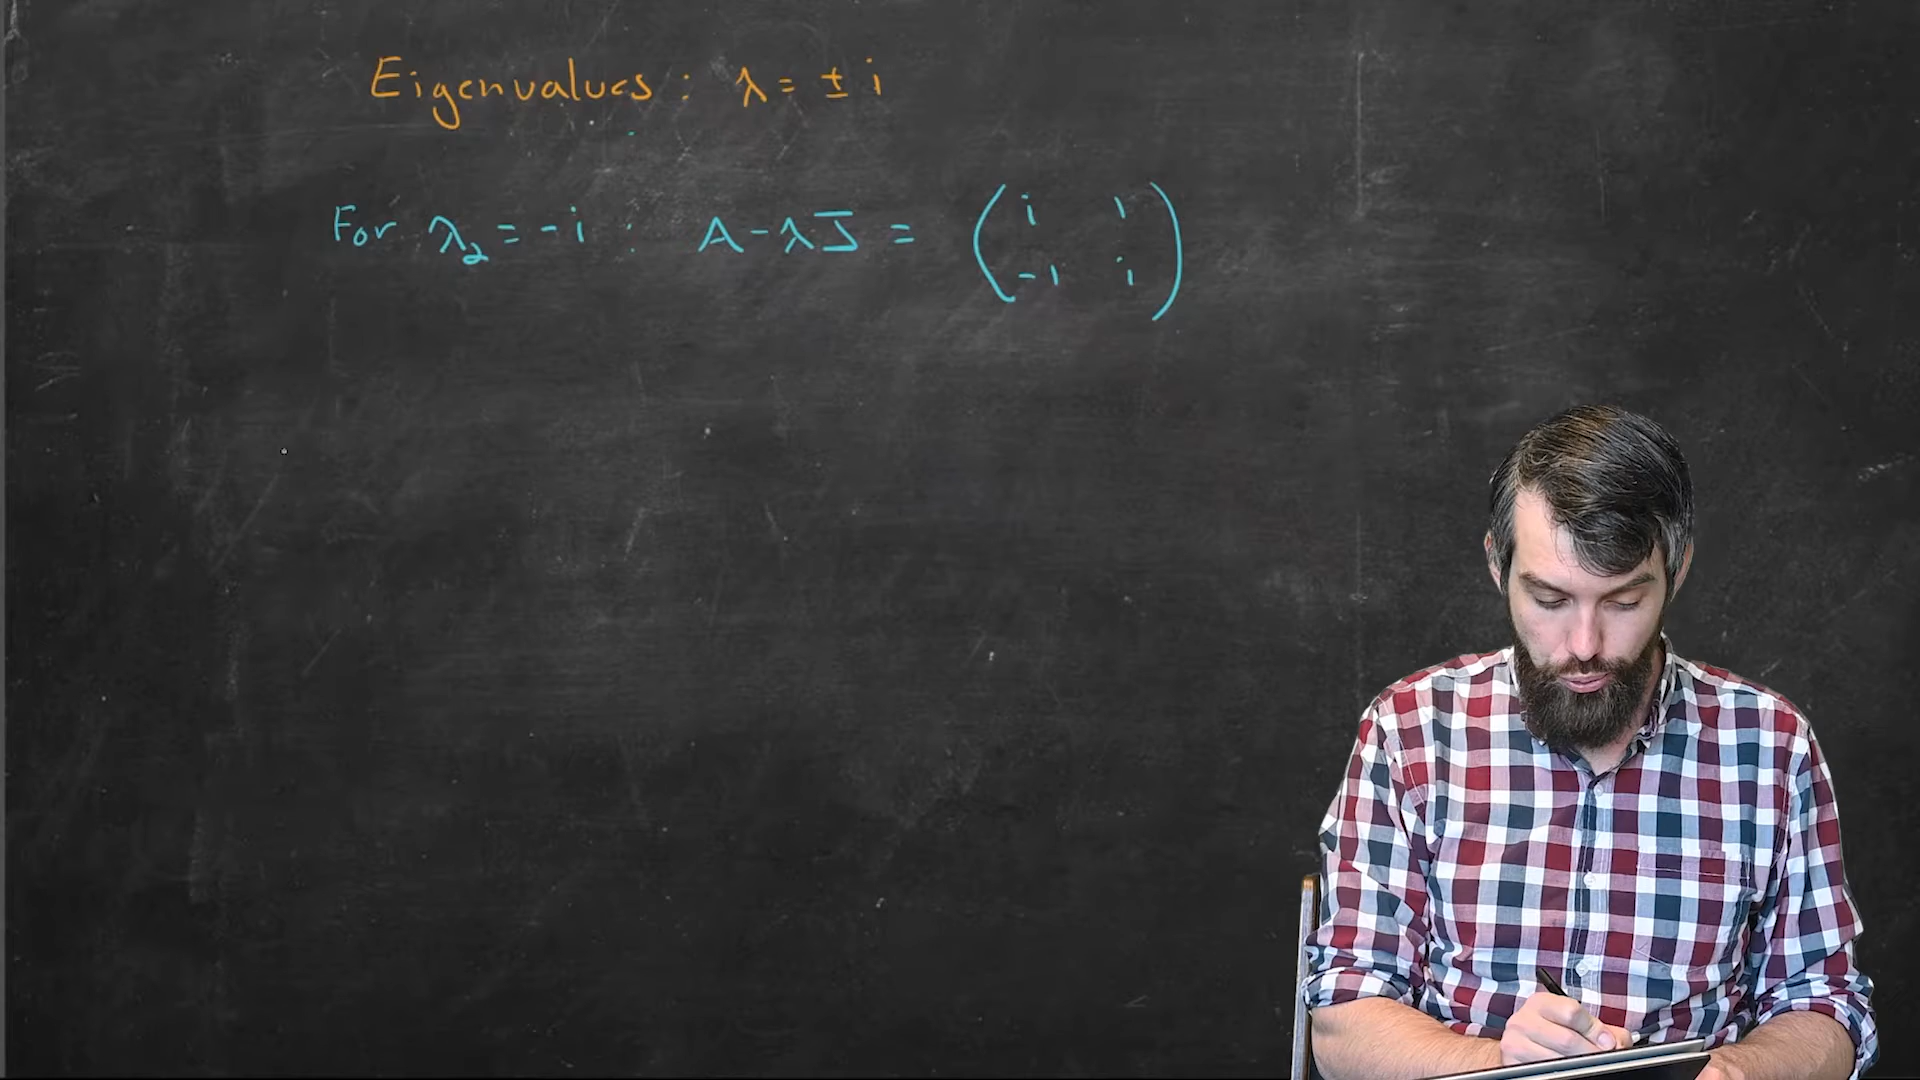 Eigenvalues: λ = ± i
For λ₂ = -i : A - λI = ( i 1
-1 i )